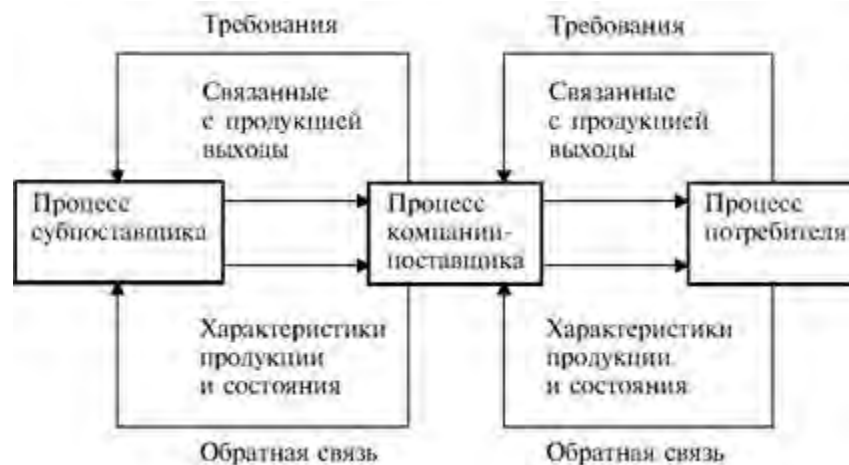 Требования
Требования
Связанные
с продукцией
выходы
Связанные
с продукцией
выходы
Процесс
субпоставщика
Процесс
компании-
поставщика
Процесс
потребителя
Характеристики
продукции
и состояния
Характеристики
продукции
и состояния
Обратная связь
Обратная связь